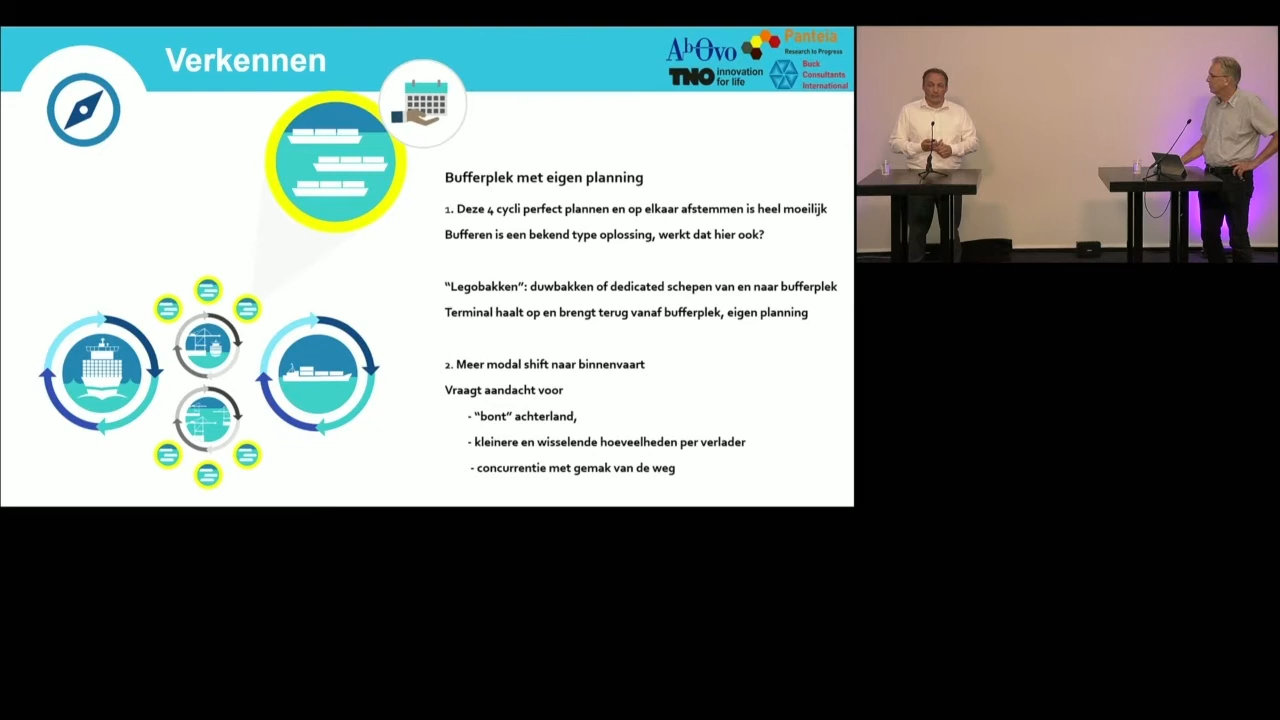 Verkennen
AbOvo
Panteia
Research to Progress
TNO innovation
for life
Buck
Consultants
International
Bufferplek met eigen planning
1. Deze 4 cycli perfect plannen en op elkaar afstemmen is heel moeilijk
Bufferen is een bekend type oplossing, werkt dat hier ook?
“Legobakken”: duwbakken of dedicated schepen van en naar bufferplek
Terminal haalt op en brengt terug vanaf bufferplek, eigen planning
2. Meer modal shift naar binnenvaart
Vraagt aandacht voor
- “bont” achterland,
- kleinere en wisselende hoeveelheden per verlader
- concurrentie met gemak van de weg